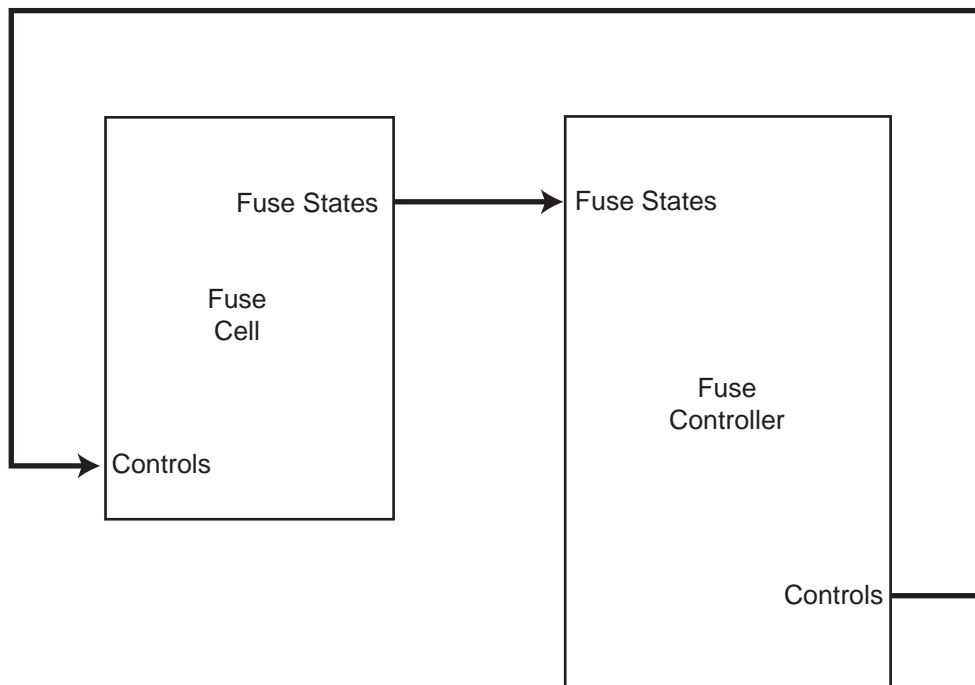 Fuse States
Fuse States
Fuse
Cell
Fuse
Controller
Controls
Controls